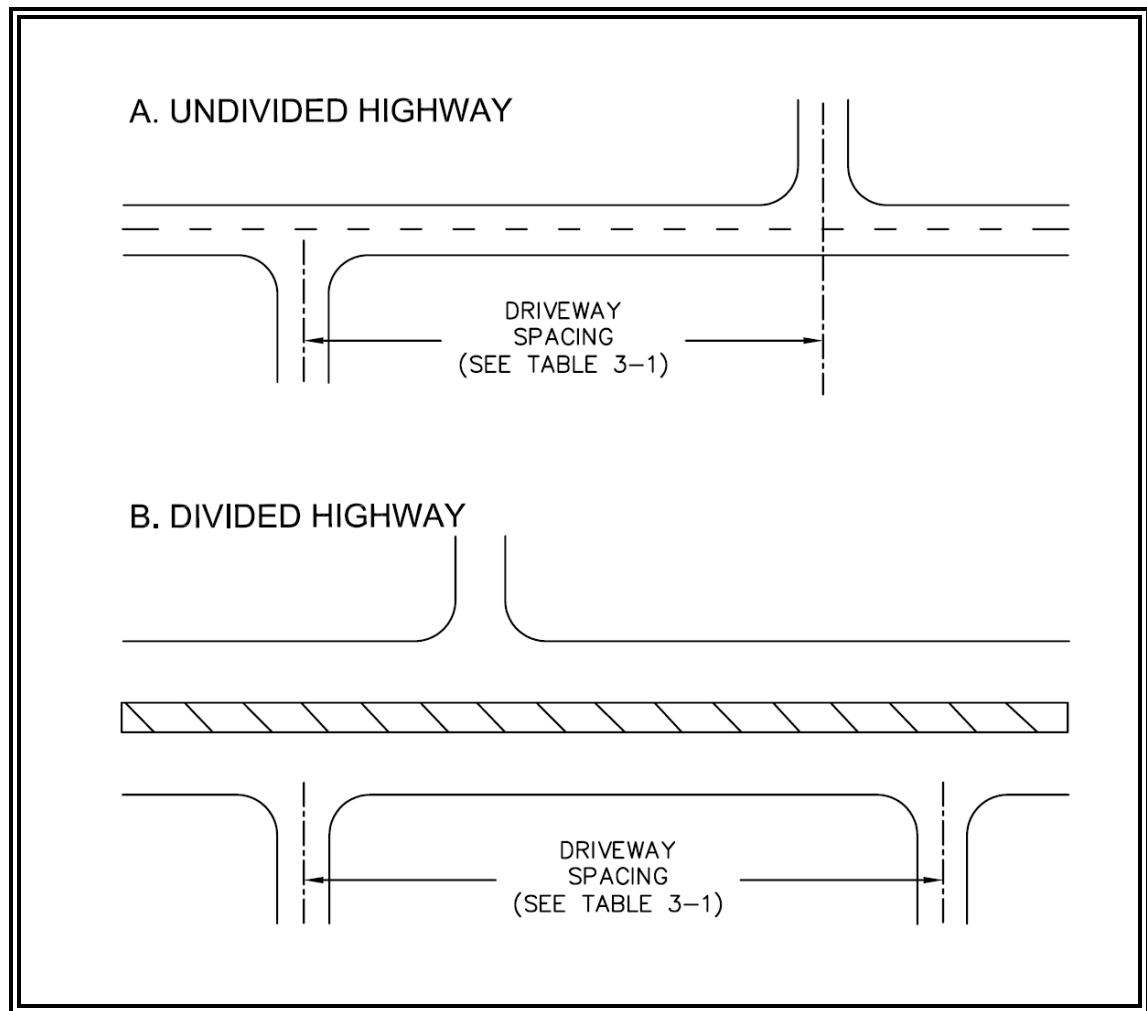 A. UNDIVIDED HIGHWAY
DRIVEWAY
SPACING
(SEE TABLE 3-1)
B. DIVIDED HIGHWAY
DRIVEWAY
SPACING
(SEE TABLE 3-1)